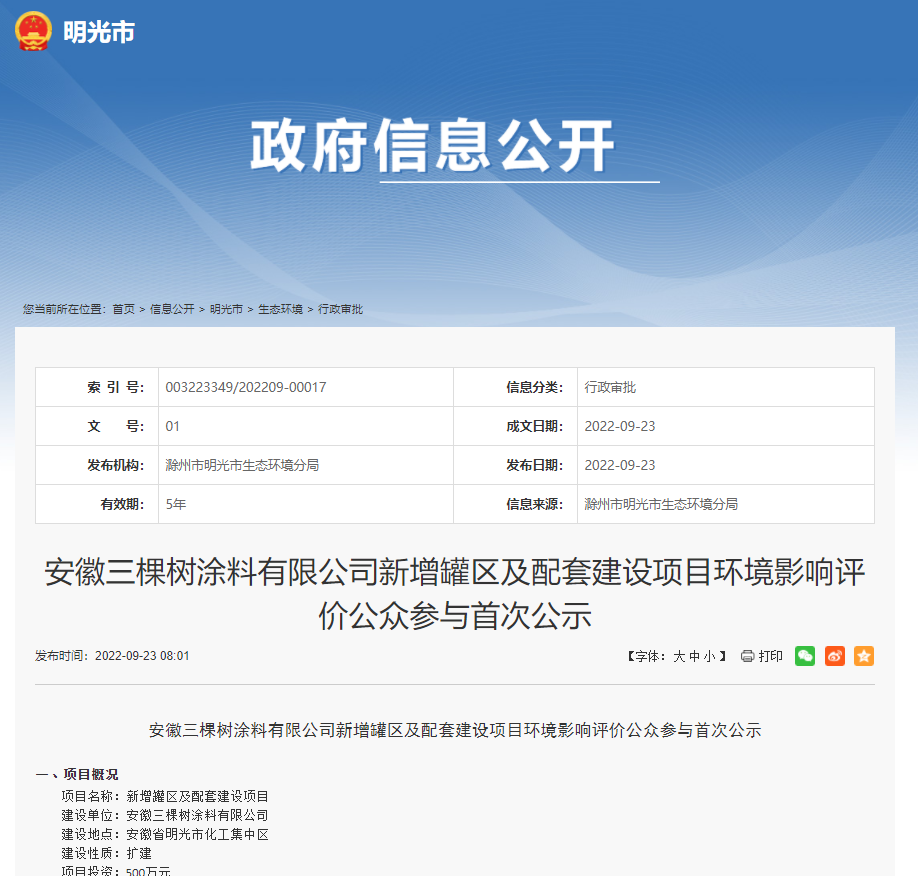 明光市
政府信息公开
您当前所在位置：首页 > 信息公开 > 明光市 > 生态环境 > 行政审批
索 引 号： 003223349/202209-00017 信息分类： 行政审批
文 号： 01 成文日期： 2022-09-23
发布机构： 滁州市明光市生态环境分局 发布日期： 2022-09-23
有效期： 5年 信息来源： 滁州市明光市生态环境分局
安徽三棵树涂料有限公司新增罐区及配套建设项目环境影响评
价公众参与首次公示
发布时间：2022-09-23 08:01 【字体：大 中 小 】 打印
安徽三棵树涂料有限公司新增罐区及配套建设项目环境影响评价公众参与首次公示
一、项目概况
项目名称：新增罐区及配套建设项目
建设单位：安徽三棵树涂料有限公司
建设地点：安徽省明光市化工集中区
建设性质：扩建
项目投资：500万元